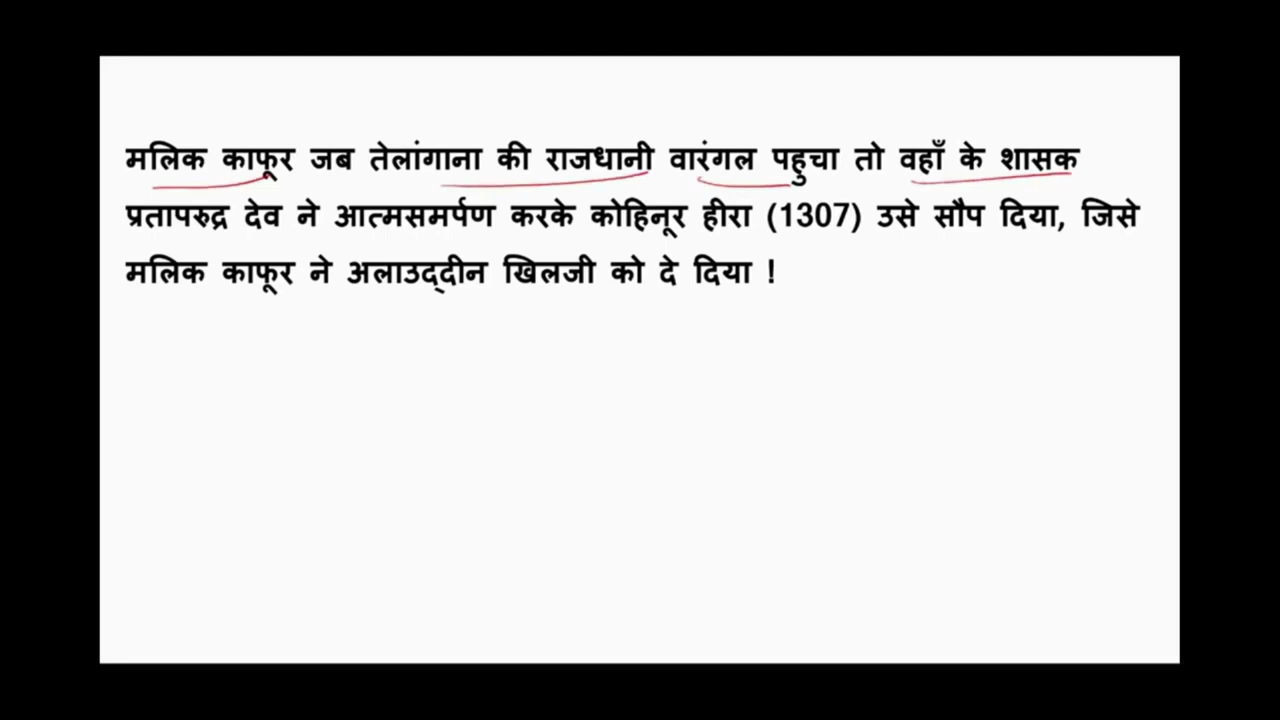 मलिक काफूर जब तेलांगाना की राजधानी वारंगल पहुचा तो वहाँ के शासक
प्रतापरुद्र देव ने आत्मसमर्पण करके कोहिनूर हीरा (1307) उसे सौप दिया, जिसे
मलिक काफूर ने अलाउद्दीन खिलजी को दे दिया !